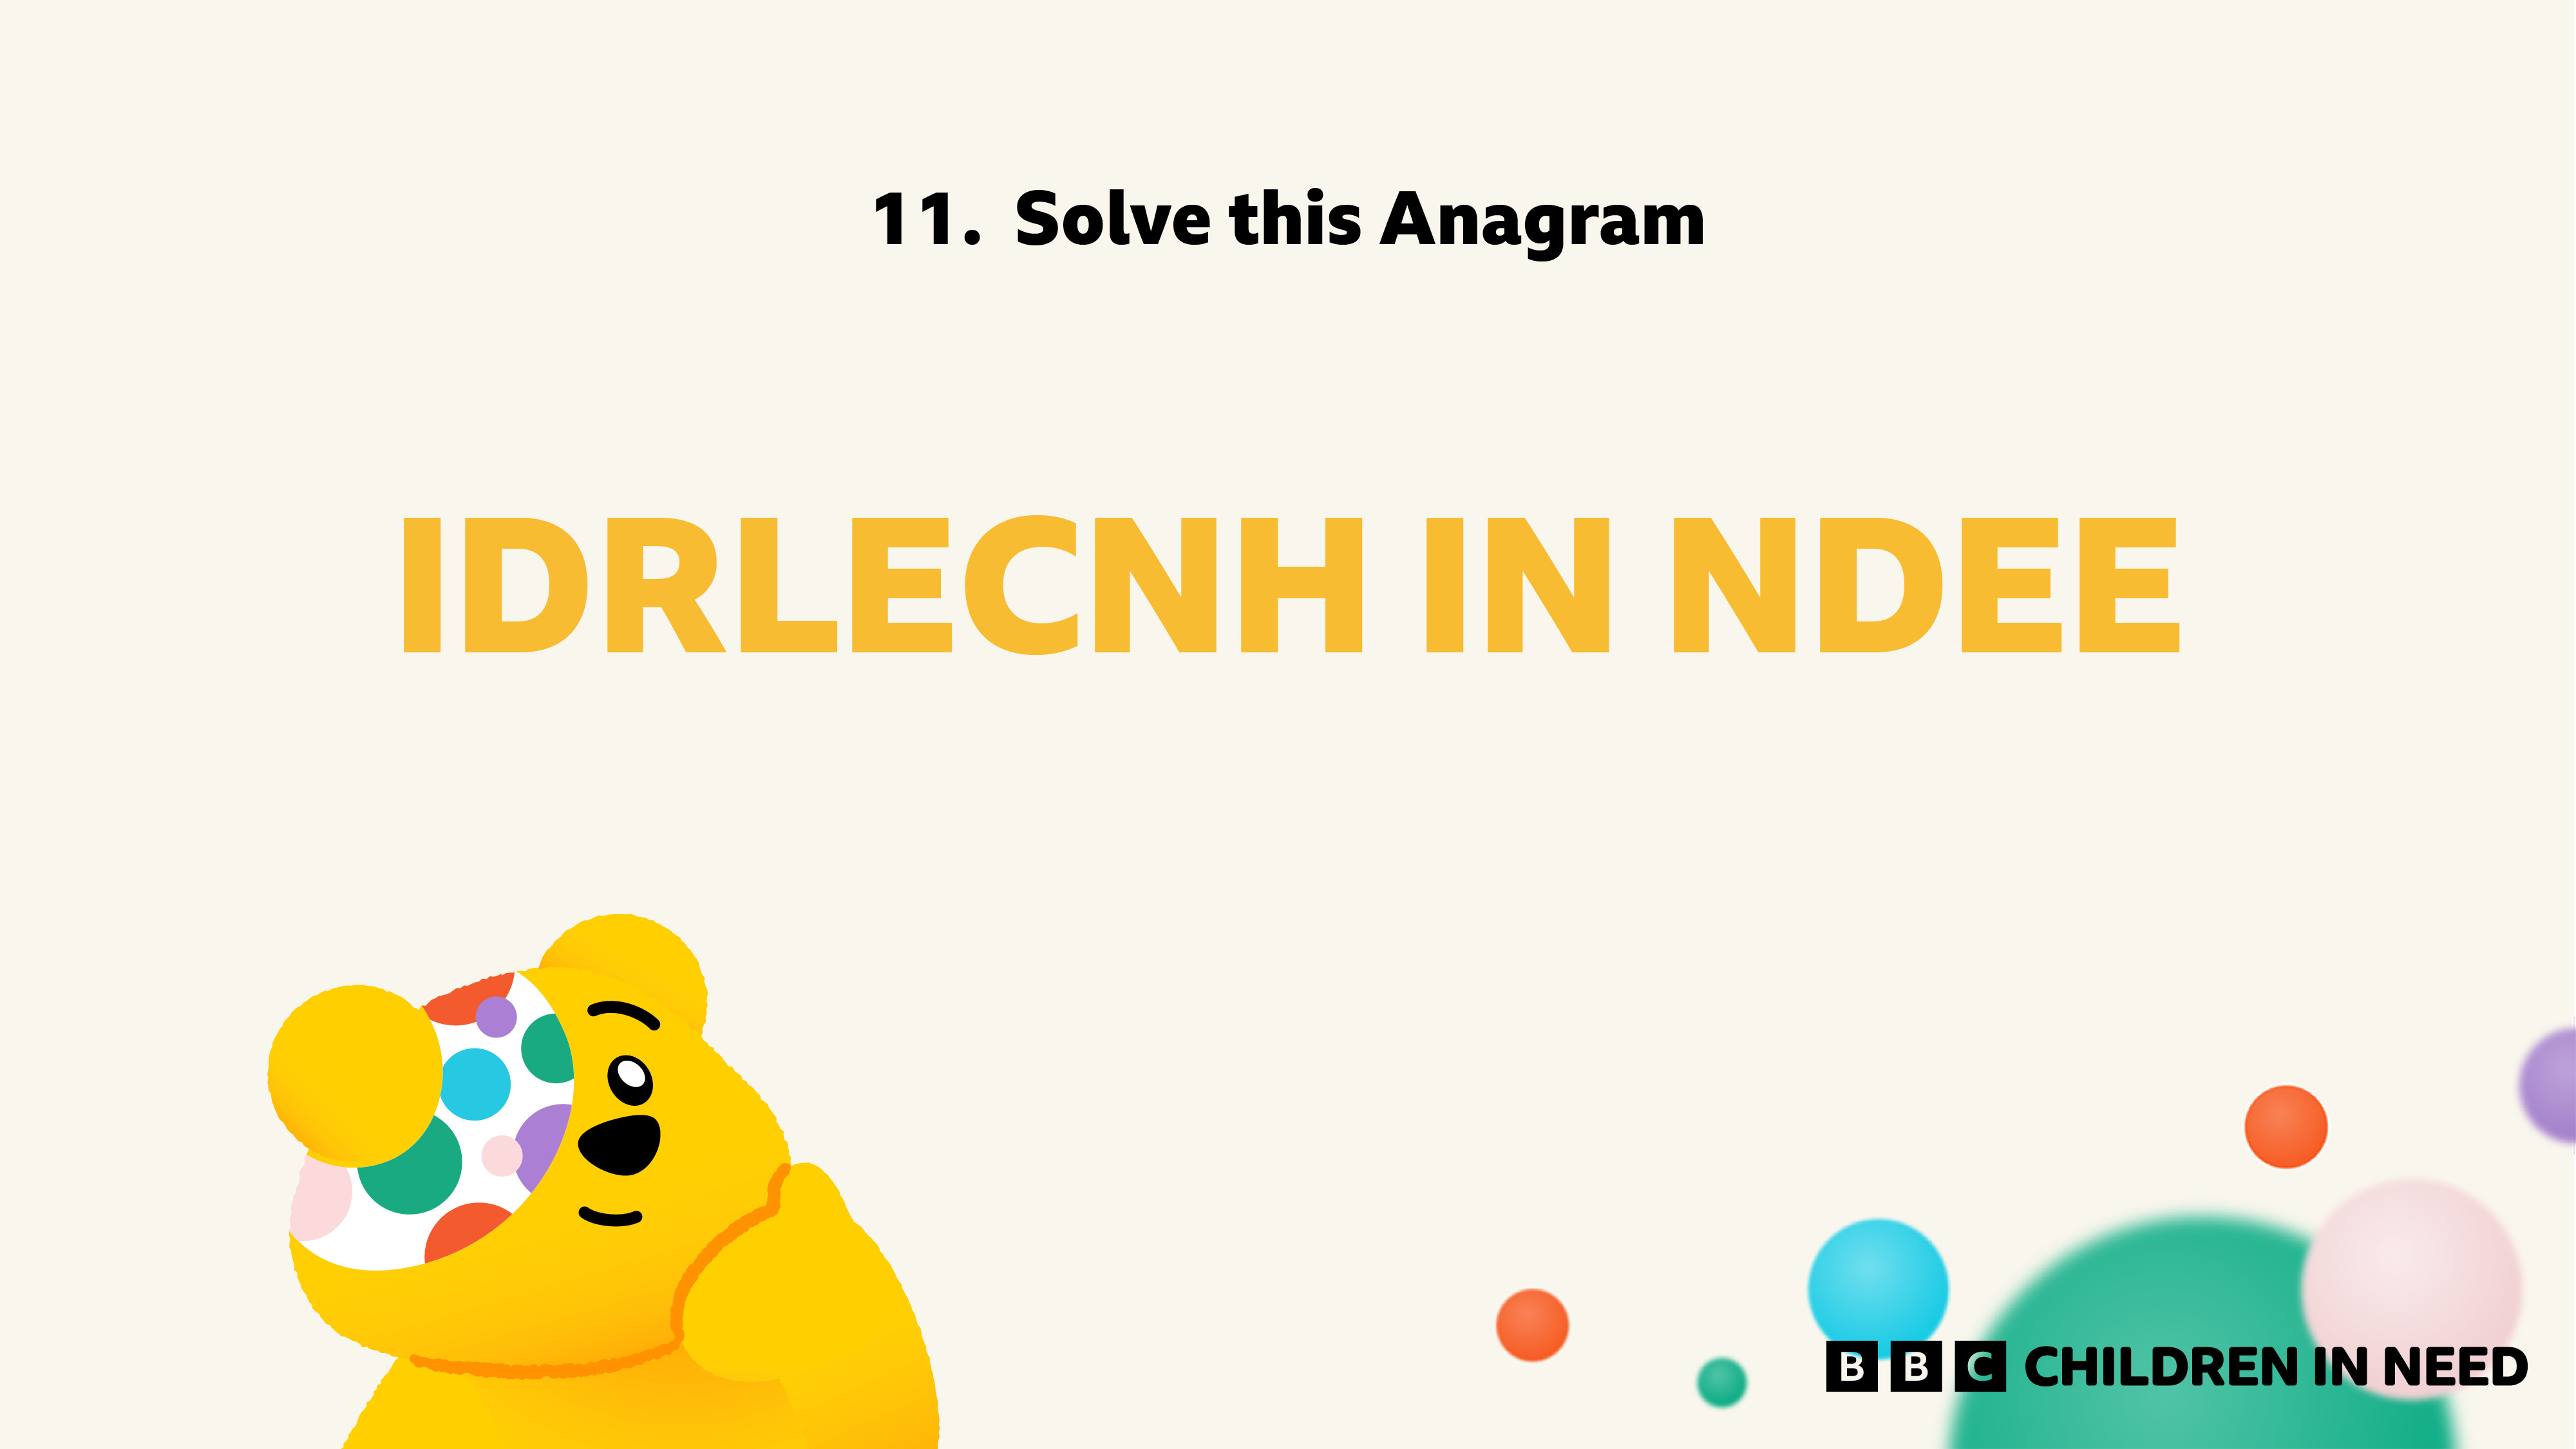 11. Solve this Anagram
IDRLECNH IN NDEE
BBC CHILDREN IN NEED